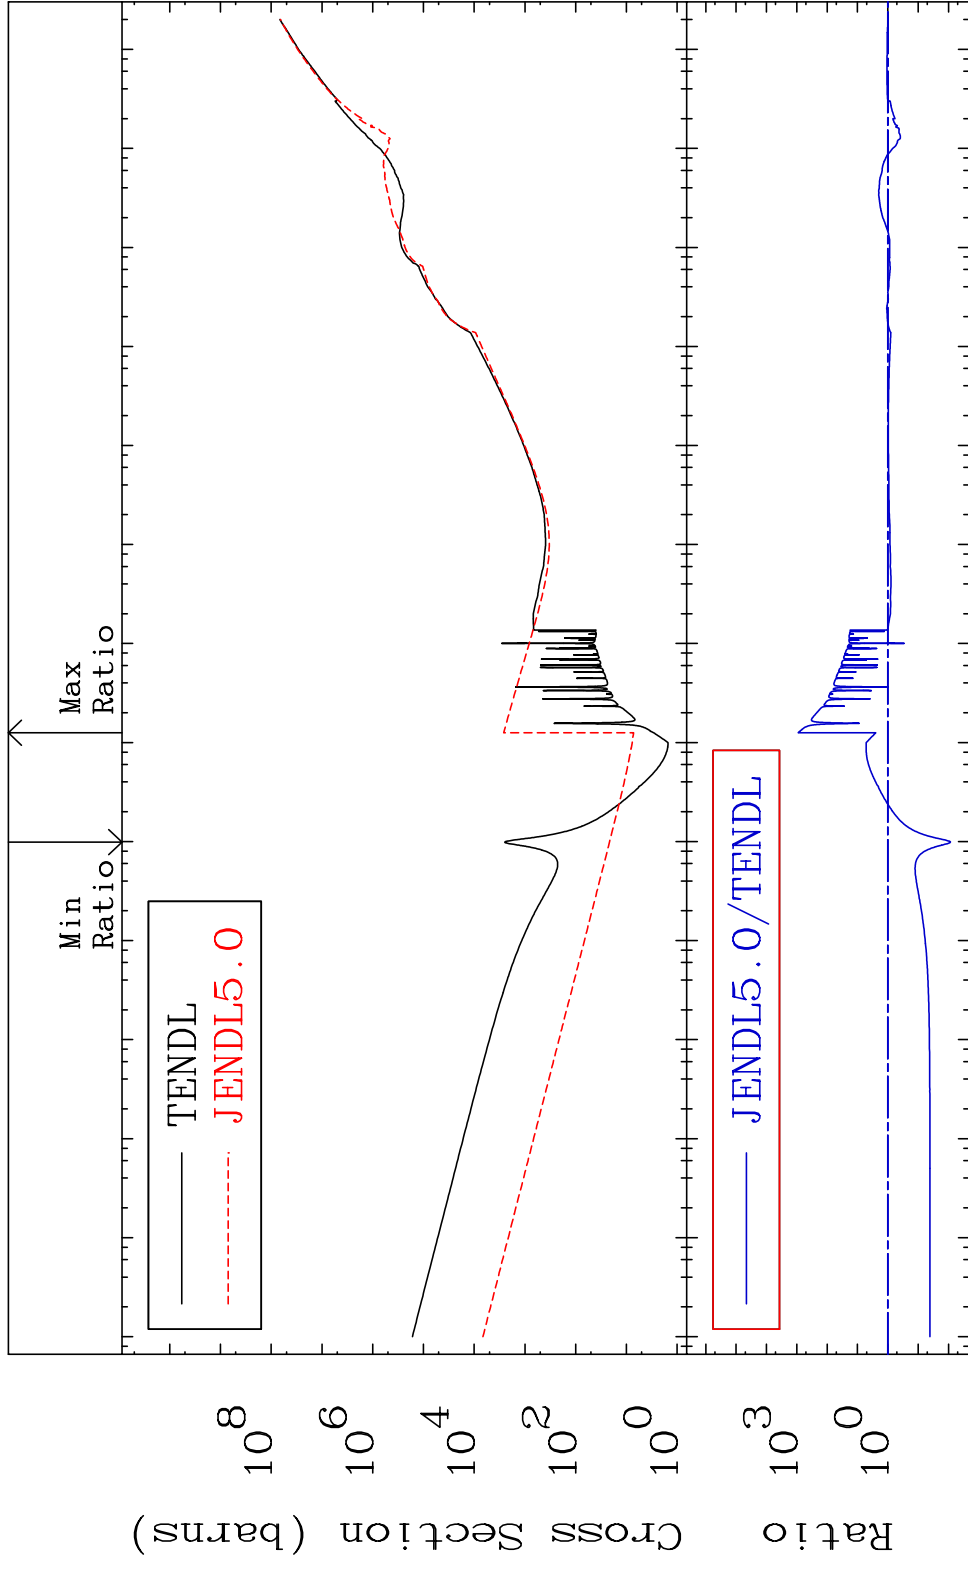 Min
Ratio
Max
Ratio
TENDL
JENDL5.0
JENDL5.0/TENDL
10 8
10 6
10 4
10 2
10 0
10 3
10 0
Cross Section (barns)
Ratio